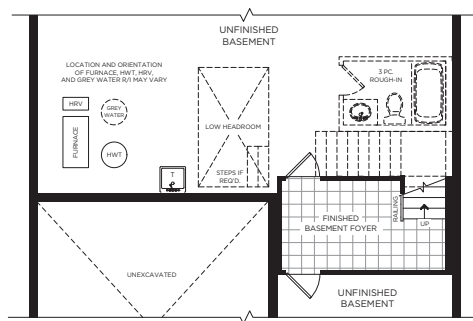 UNFINISHED
BASEMENT
LOCATION AND ORIENTATION
OF FURNACE, HWT, HRV,
AND GREY WATER R/I MAY VARY
3 PC.
ROUGH-IN
HRV
GREY
WATER
FURNACE
HWT
LOW HEADROOM
T
STEPS IF
REQ'D.
FINISHED
BASEMENT FOYER
RAILING
UP
UNEXCAVATED
UNFINISHED
BASEMENT